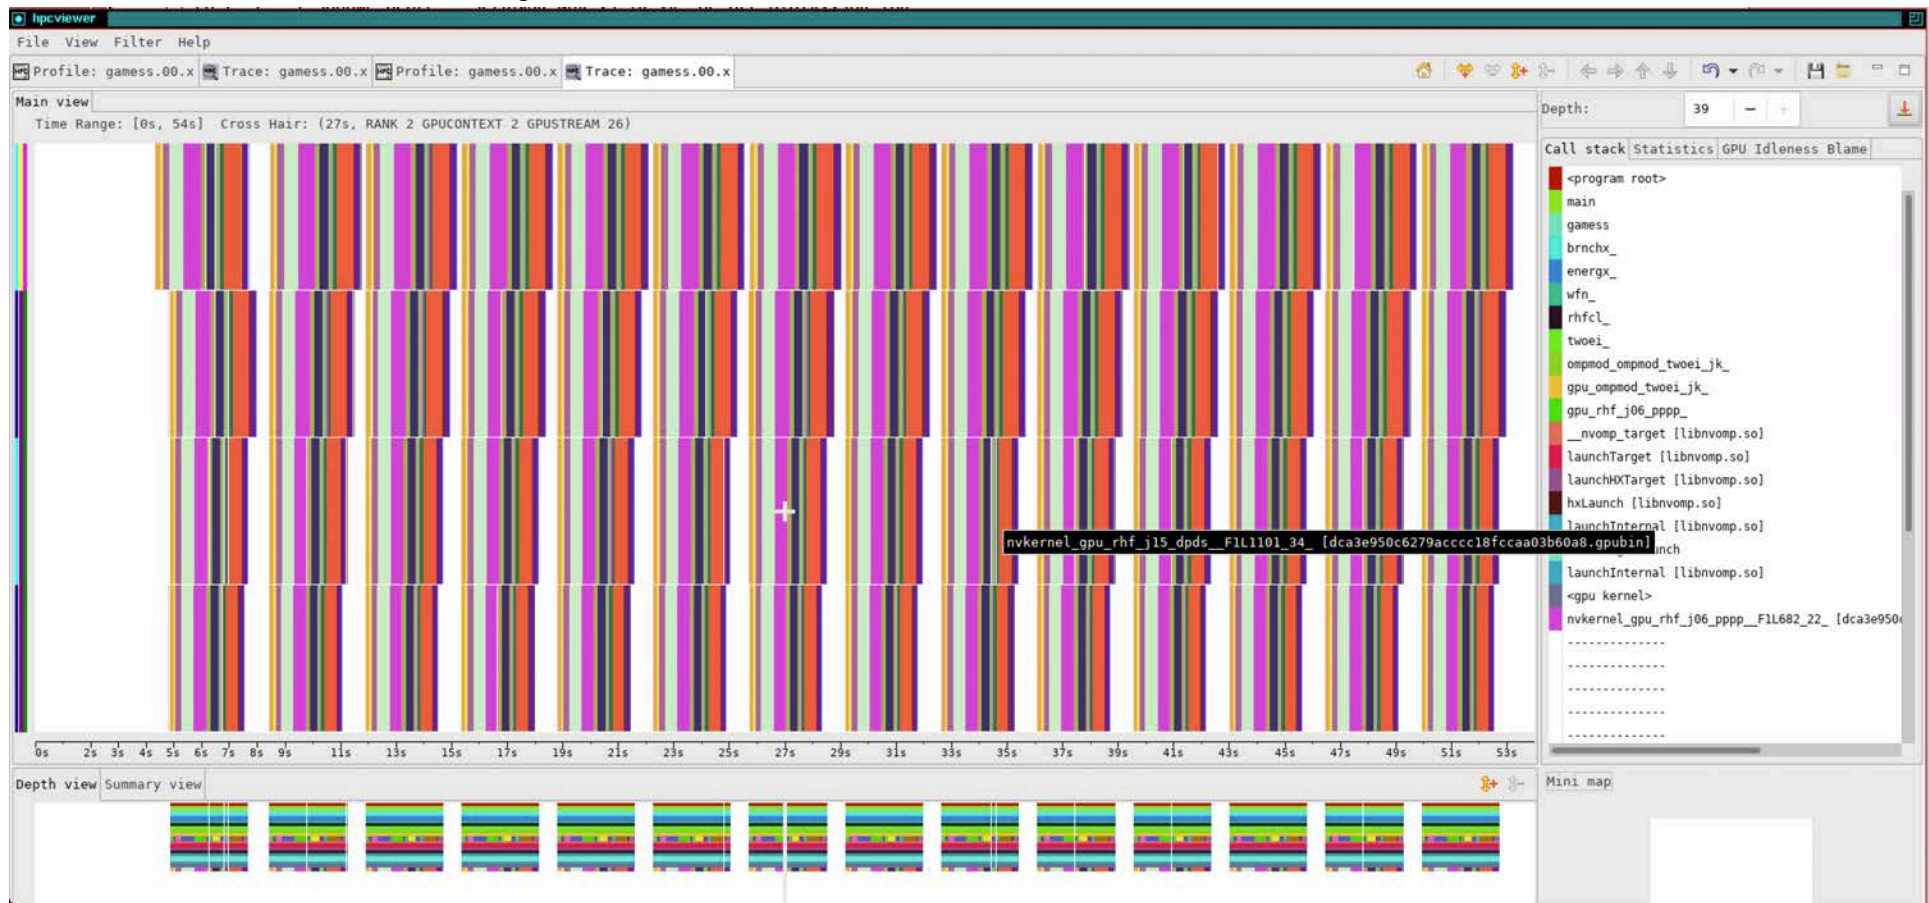 hpcviewer
File View Filter Help
Profile: gamess.00.x Trace: gamess.00.x Profile: gamess.00.x Trace: gamess.00.x
Main view
Time Range: [0s, 54s] Cross Hair: (27s, RANK 2 GPUCONTEXT 2 GPUSTREAM 26)
Depth: 39
Call stack Statistics GPU Idleness Blame
<program root>
main
gamess
brnchx_
energx_
wfn_
rhfcl_
twoei_
ompmod_ompmod_twoei_jk_
gpu_ompmod_twoei_jk_
gpu_rhf_j06_pppp_
__nvomp_target [libnvomp.so]
launchTarget [libnvomp.so]
launchHXTarget [libnvomp.so]
hxLaunch [libnvomp.so]
launchInternal [libnvomp.so]
nvkernel_gpu_rhf_j15_dpds__F1L1101_34_ [dca3e950c6279acccc18fccaa03b60a8.gpubin]
launchInternal [libnvomp.so]
<gpu kernel>
nvkernel_gpu_rhf_j06_pppp__F1L682_22_ [dca3e950
0s 2s 3s 4s 5s 6s 7s 8s 9s 11s 13s 15s 17s 19s 21s 23s 25s 27s 29s 31s 33s 35s 37s 39s 41s 43s 45s 47s 49s 51s 53s
Depth view Summary view
Mini map